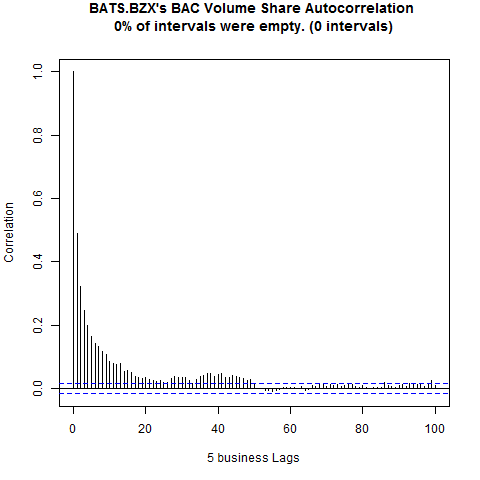 BATS.BZX's BAC Volume Share Autocorrelation
0% of intervals were empty. (0 intervals)
Correlation
1.0
0.8
0.6
0.4
0.2
0.0
0 20 40 60 80 100
5 business Lags